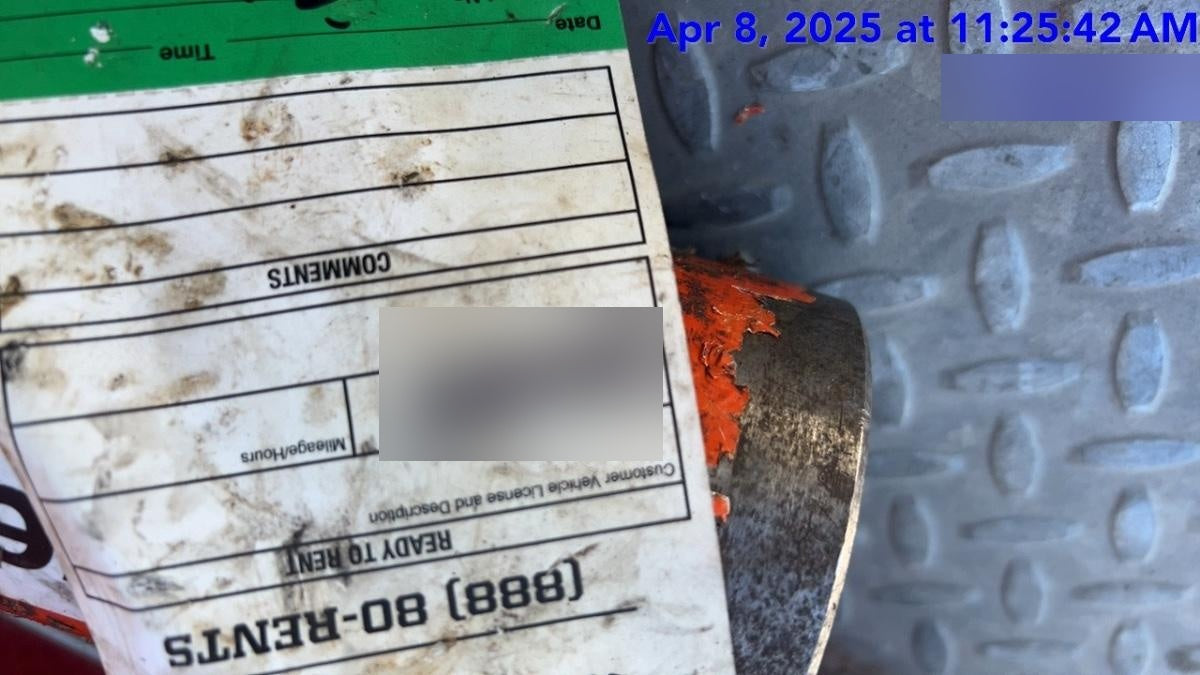 Apr 8, 2025 at 11:25:42 AM
(888) 80-RENTS
READY TO RENT
Customer Vehicle License and Description
Mileage/Hours
COMMENTS
Date
Time